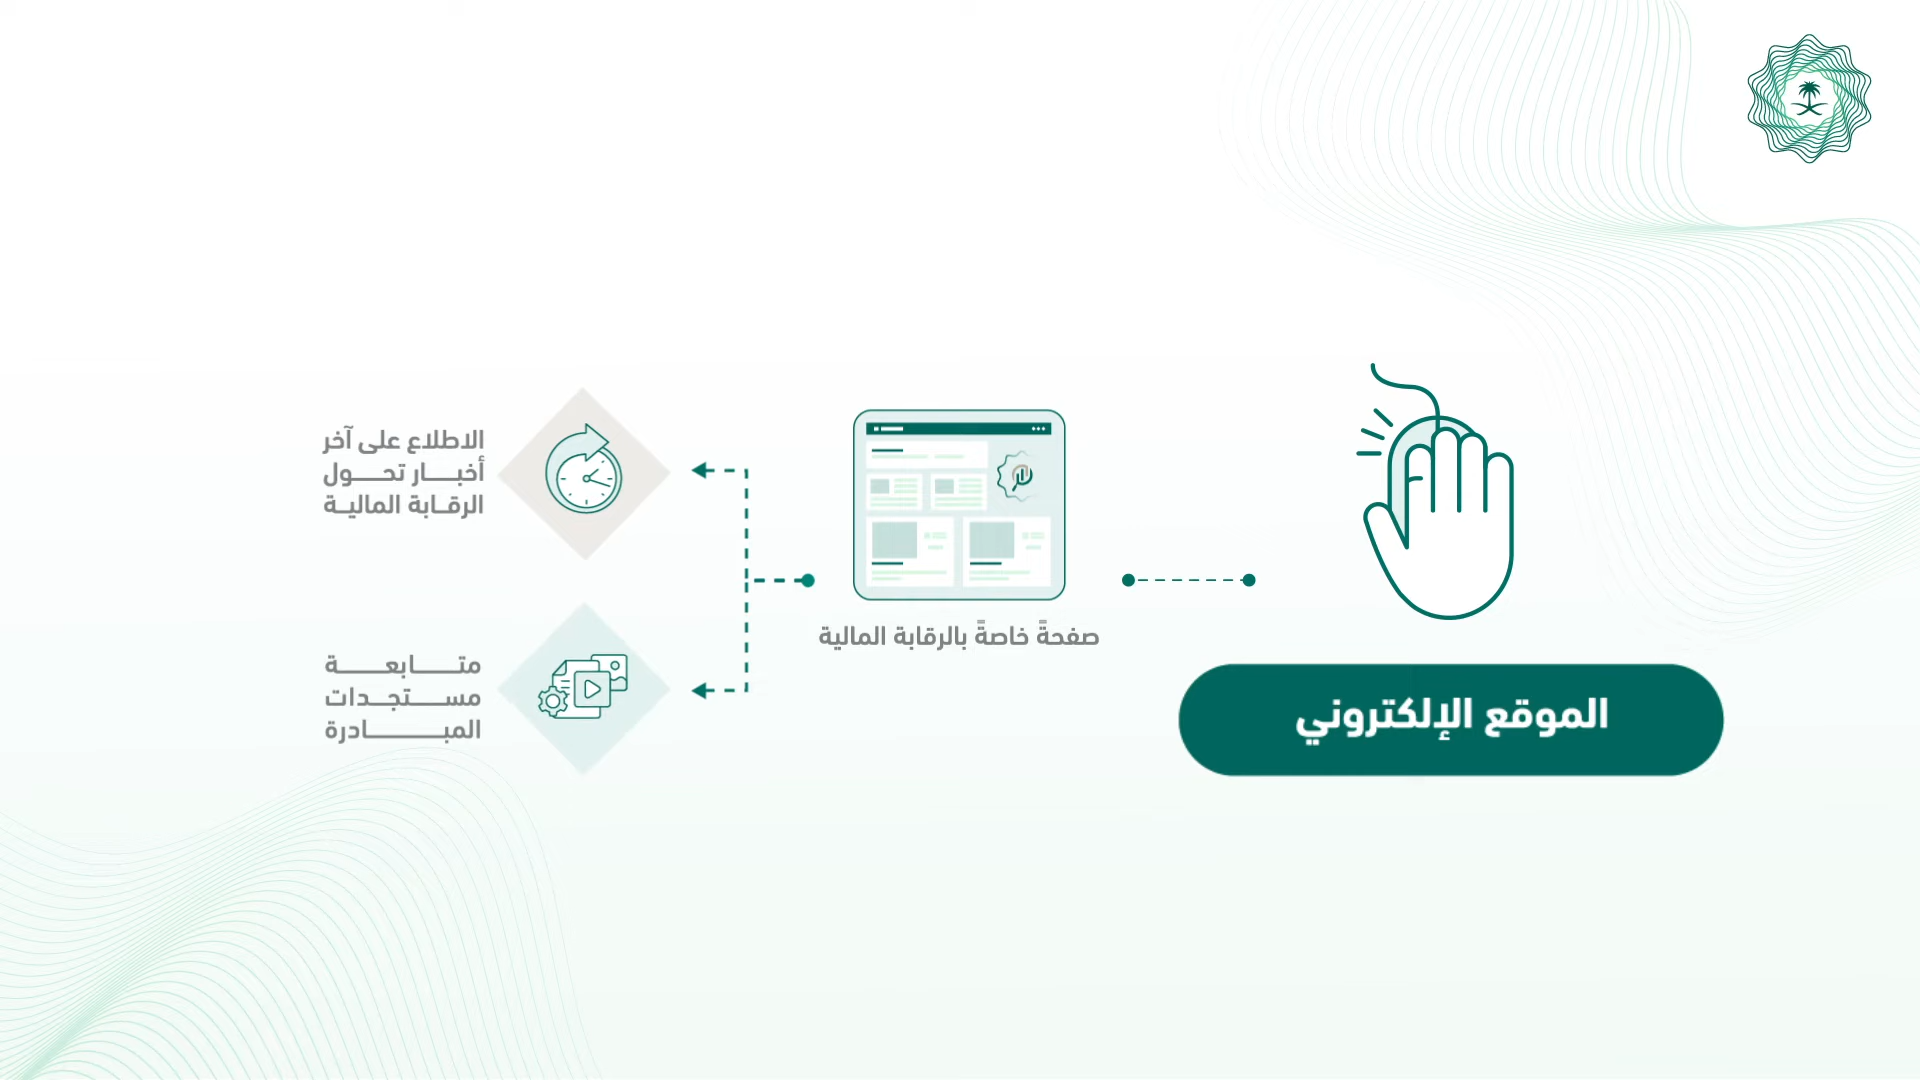 الموقع الإلكتروني
صفحةً خاصةً بالرقابة المالية
الاطلاع على آخر
أخبار تحول
الرقابة المالية
متابعة
مستجدات
المبادرة